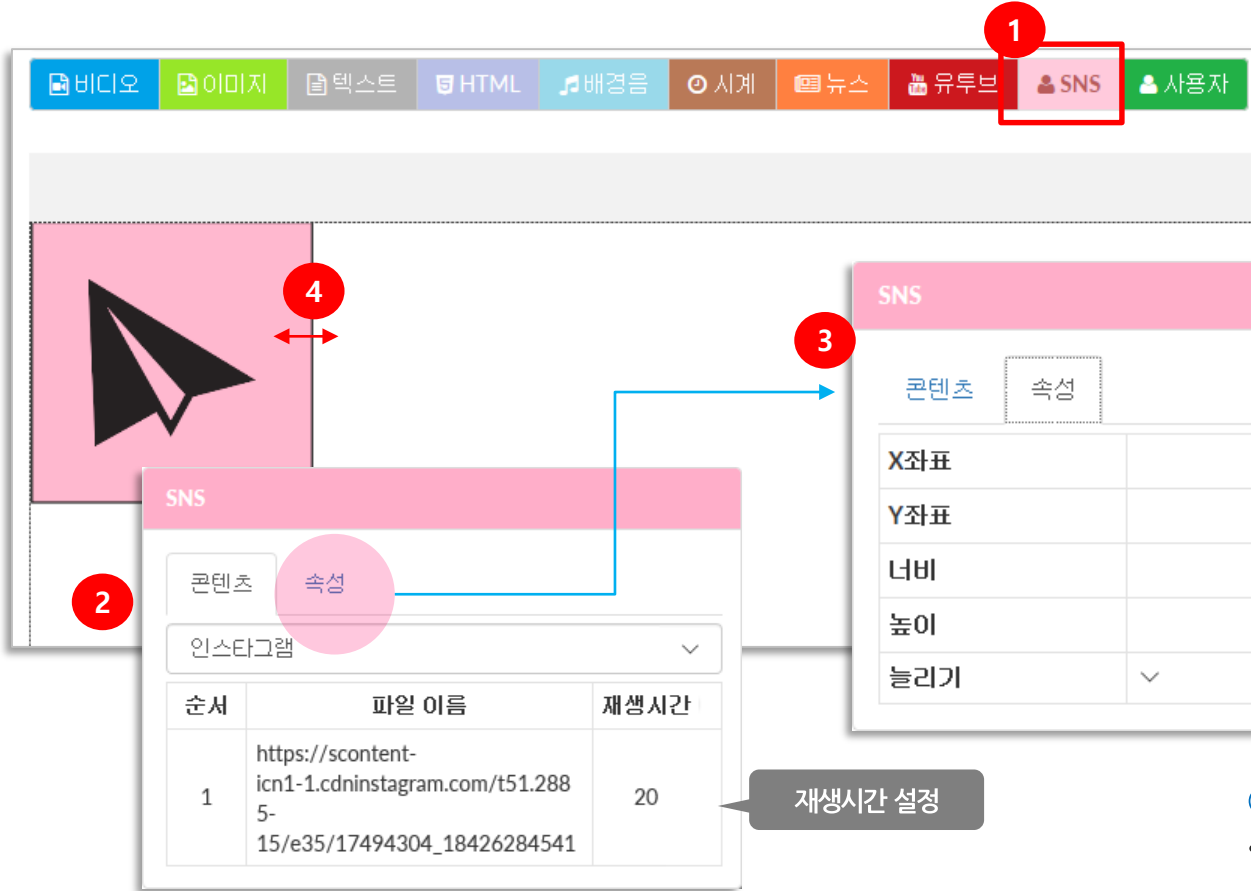 1
비디오 이미지 텍스트 HTML 배경음 시계 뉴스 You Tube 유투브 SNS 사용자
4
SNS
3
콘텐츠 속성
X좌표
Y좌표
너비
높이
늘리기
SNS
2
콘텐츠 속성
인스타그램
순서 파일 이름 재생시간
https://scontent-
icn1-1.cdninstagram.com/t51.288
1 5- 20
15/e35/17494304_18426284541
재생시간 설정